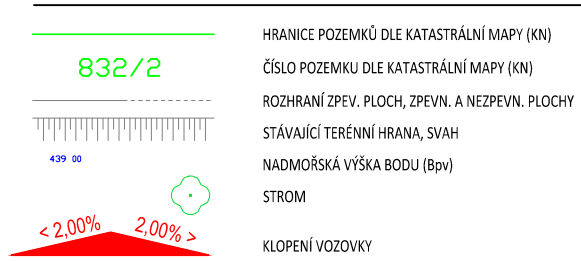 HRANICE POZEMKŮ DLE KATASTRÁLNÍ MAPY (KN)
832/2 ČÍSLO POZEMKU DLE KATASTRÁLNÍ MAPY (KN)
ROZHRANÍ ZPEV. PLOCH, ZPEVN. A NEZPEVN. PLOCHY
STÁVAJÍCÍ TERÉNNÍ HRANA, SVAH
439 00 NADMOŘSKÁ VÝŠKA BODU (Bpv)
STROM
< 2,00% 2,00% > KLOPENÍ VOZOVKY